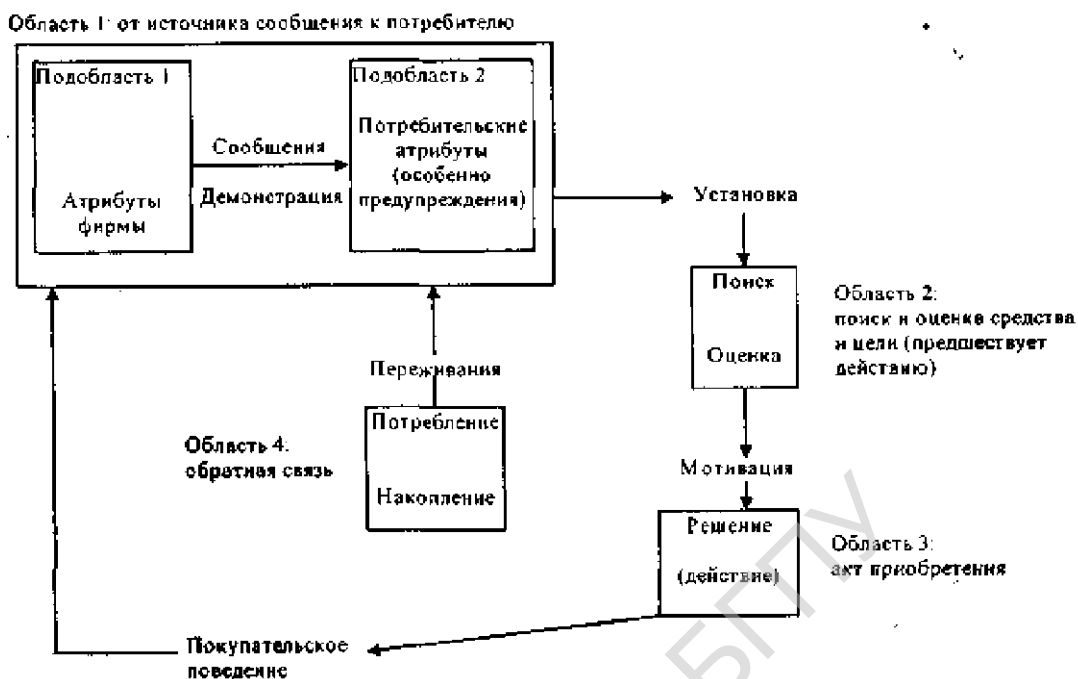 Область 1: от источника сообщения к потребителю
Подобласть 1
Атрибуты
фирмы
Сообщения
Демонстрация
Подобласть 2
Потребительские
атрибуты
(особенно
предупреждения)
Установка
Поиск
Оценка
Область 2:
поиск и оценка средства
и цели (предшествует
действию)
Переживания
Потребление
Накопление
Область 4:
обратная связь
Мотивация
Решение
(действие)
Область 3:
акт приобретения
Покупательское
поведение
БГПУ